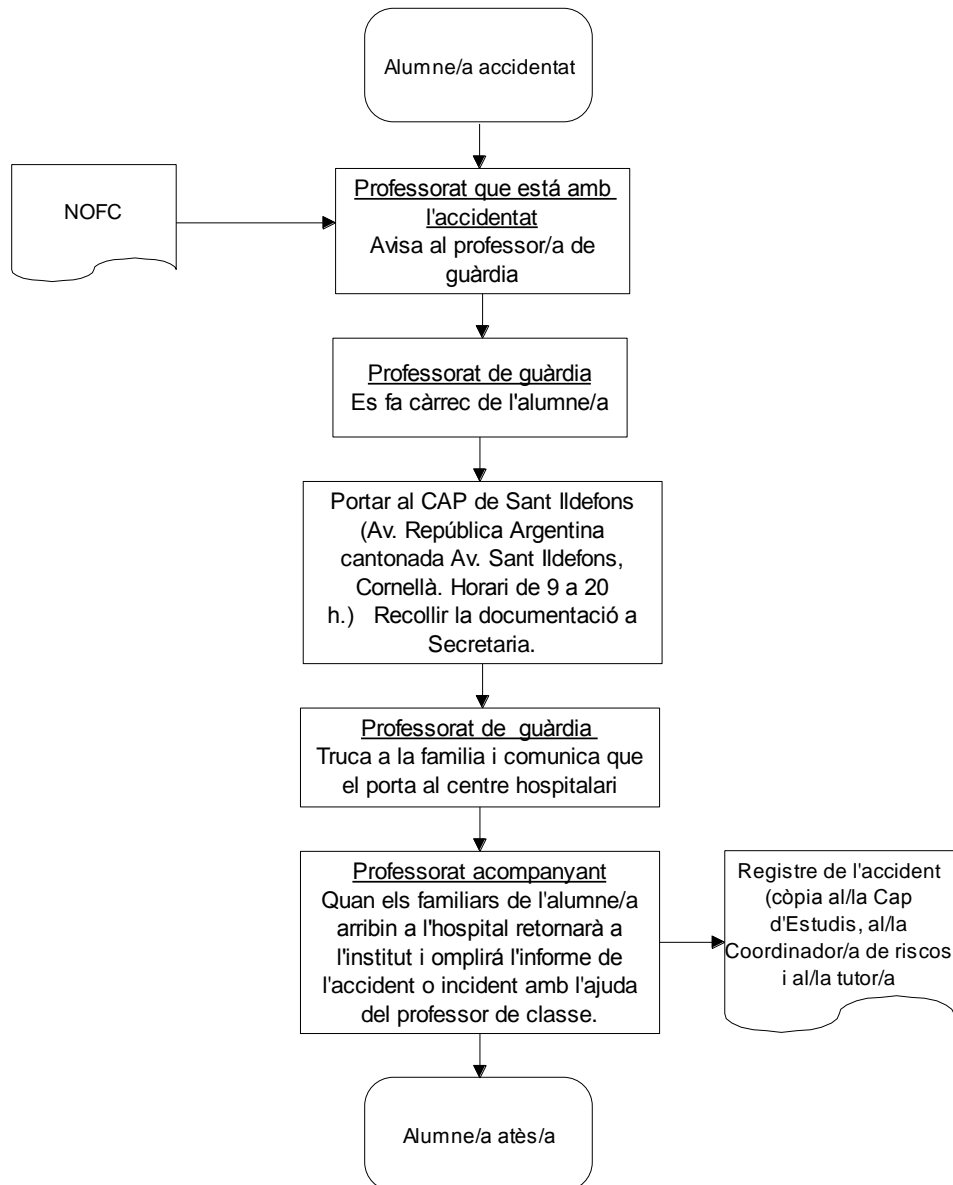 Alumne/a accidentat
NOFC
Professorat que está amb
l'accidentat
Avisa al professor/a de
guàrdia
Professorat de guàrdia
Es fa càrrec de l'alumne/a
Portar al CAP de Sant Ildefons
(Av. República Argentina
cantonada Av. Sant Ildefons,
Cornellà. Horari de 9 a 20
h.) Recollir la documentació a
Secretaria.
Professorat de guàrdia
Truca a la familia i comunica que
el porta al centre hospitalari
Professorat acompanyant
Quan els familiars de l'alumne/a
arribin a l'hospital retornarà a
l'institut i omplirá l'informe de
l'accident o incident amb l'ajuda
del professor de classe.
Registre de l'accident
(còpia al/la Cap
d'Estudis, al/la
Coordinador/a de riscos
i al/la tutor/a
Alumne/a atès/a